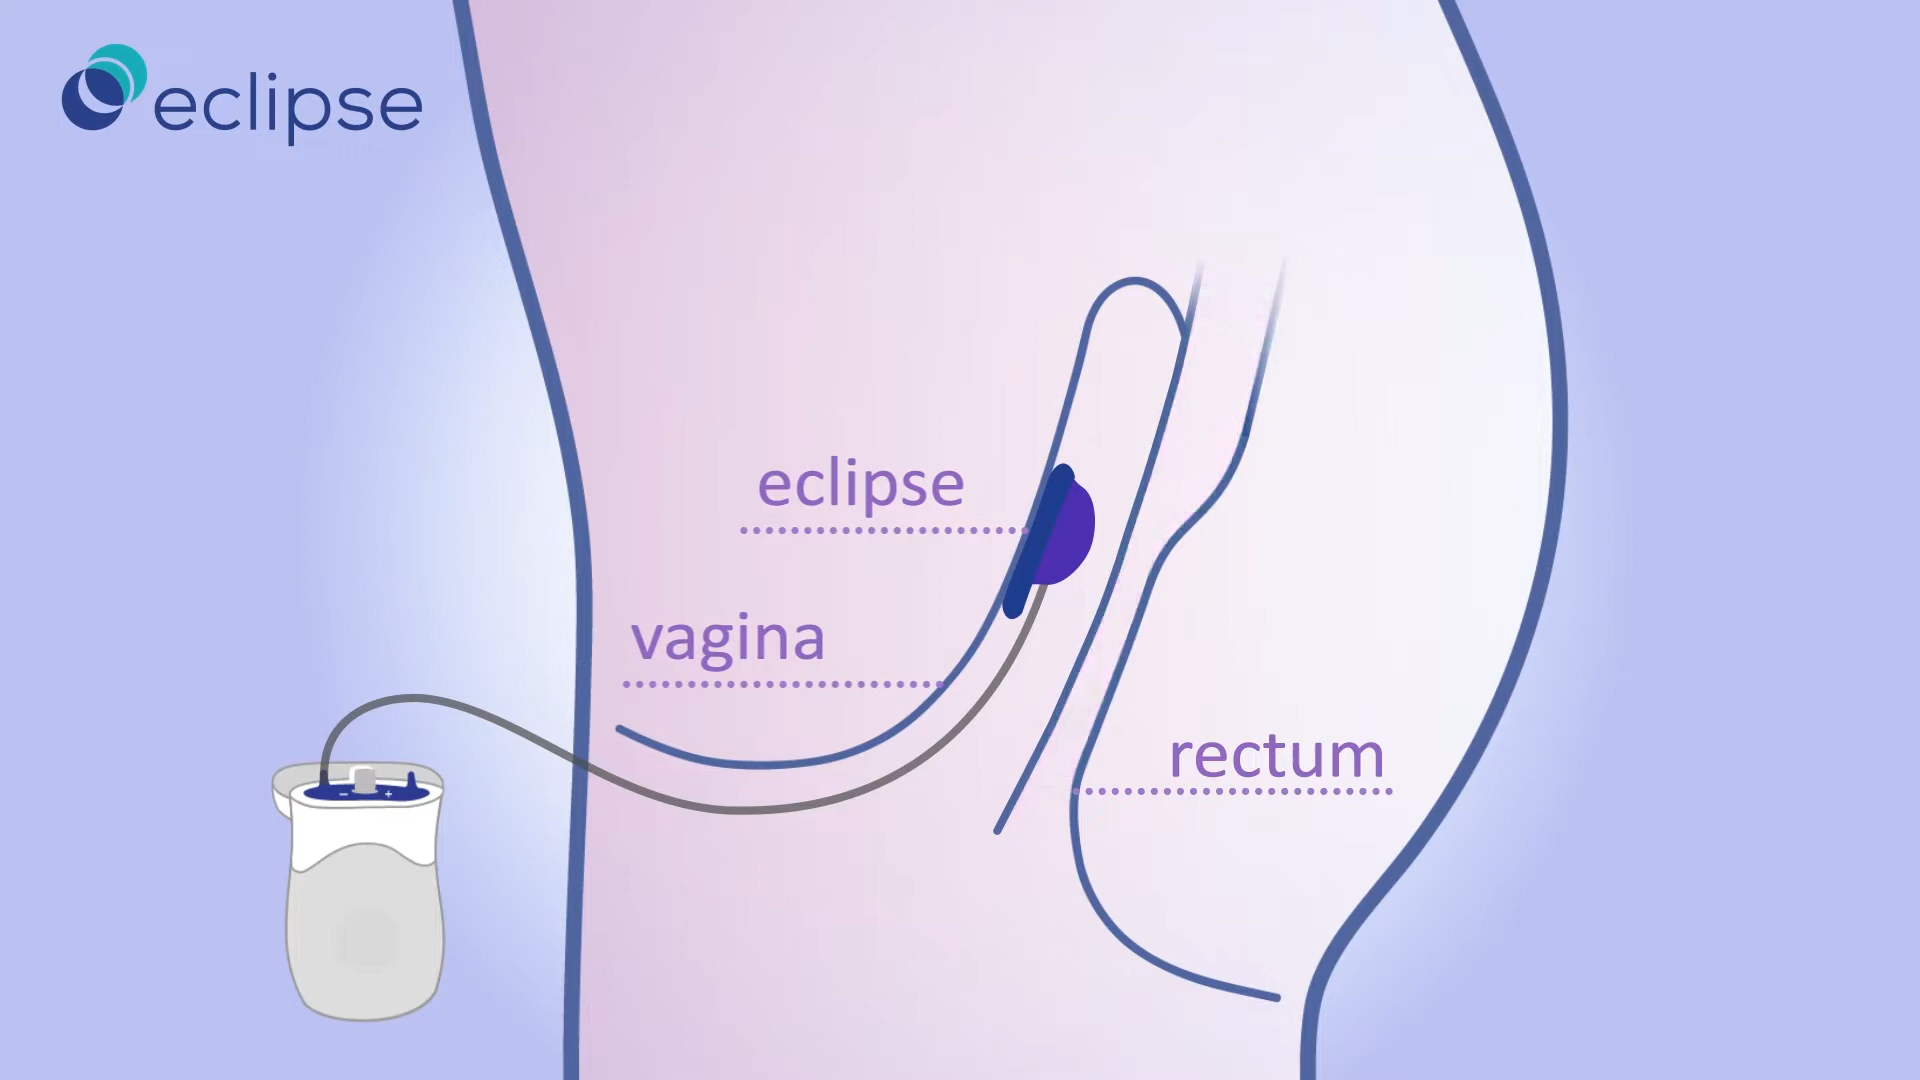 eclipse
eclipse
vagina
rectum
− +